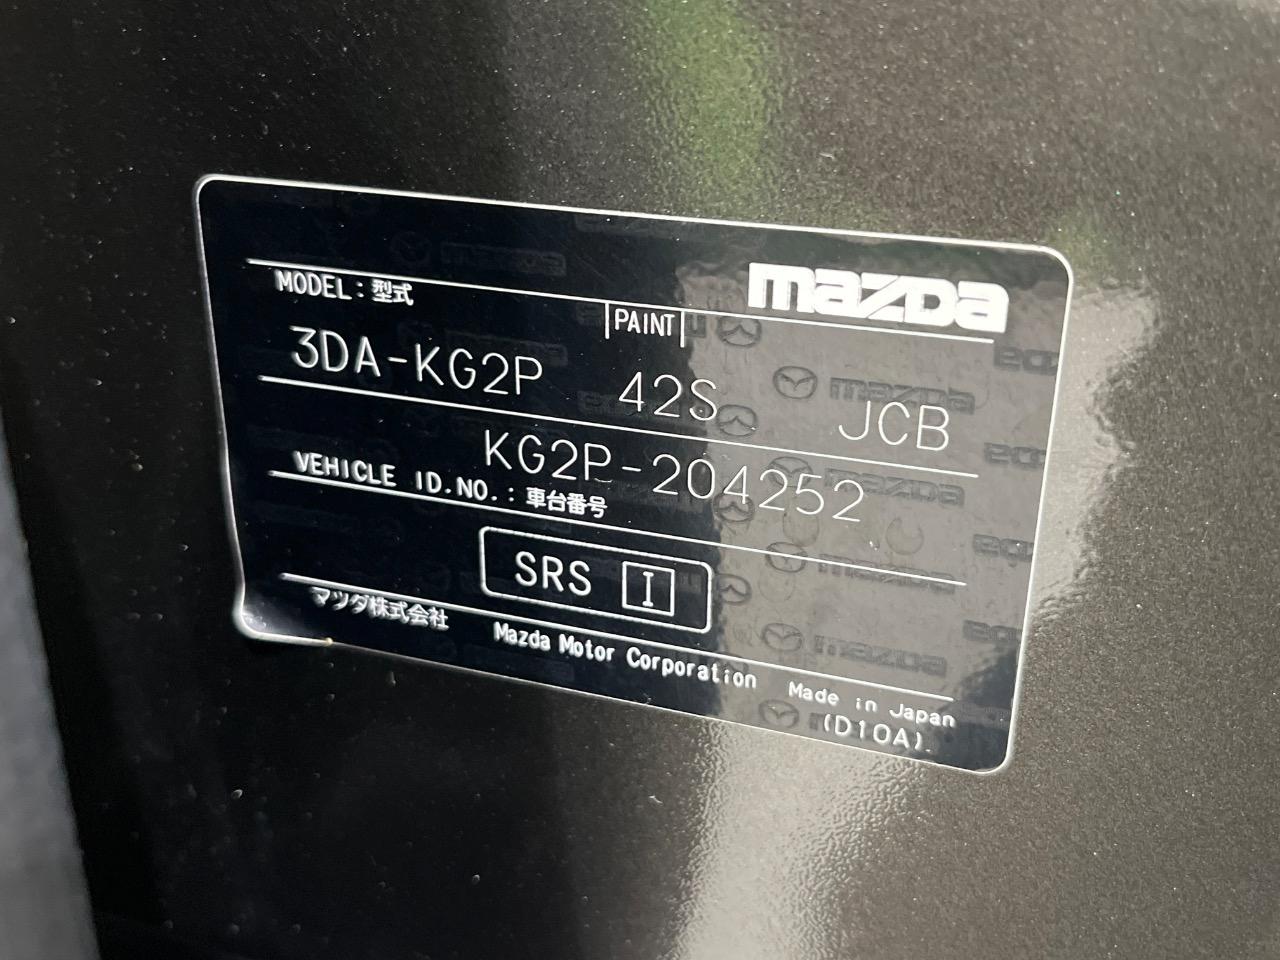 mazda
MODEL:型式
PAINT
3DA-KG2P 42S JCB
KG2P-204252
VEHICLE ID.NO.:車台番号
SRS I
マツダ株式会社 Mazda Motor Corporation Made in Japan
(D10A)